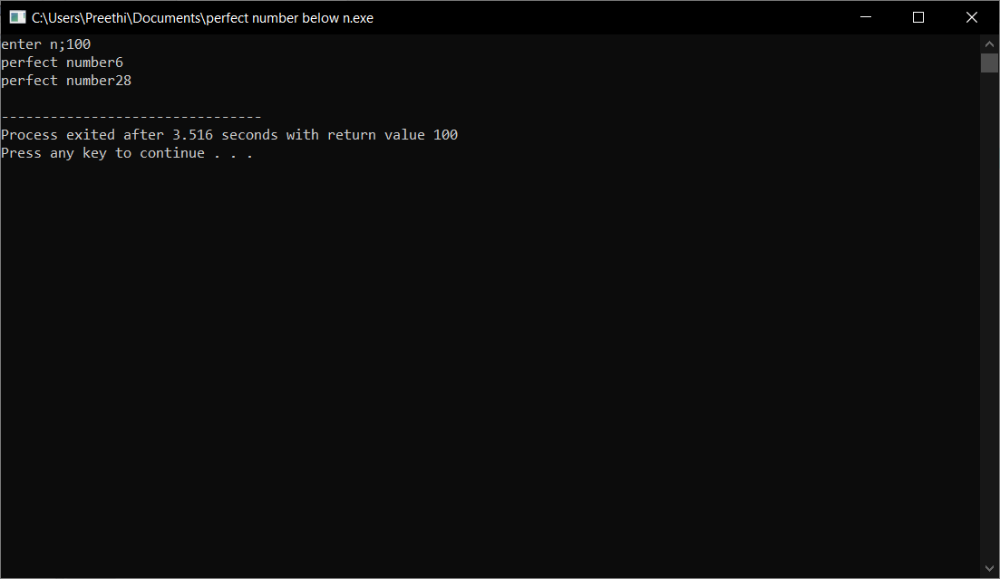 C:\Users\Preethi\Documents\perfect number below n.exe
enter n;100
perfect number6
perfect number28
--------------------------------
Process exited after 3.516 seconds with return value 100
Press any key to continue . . .